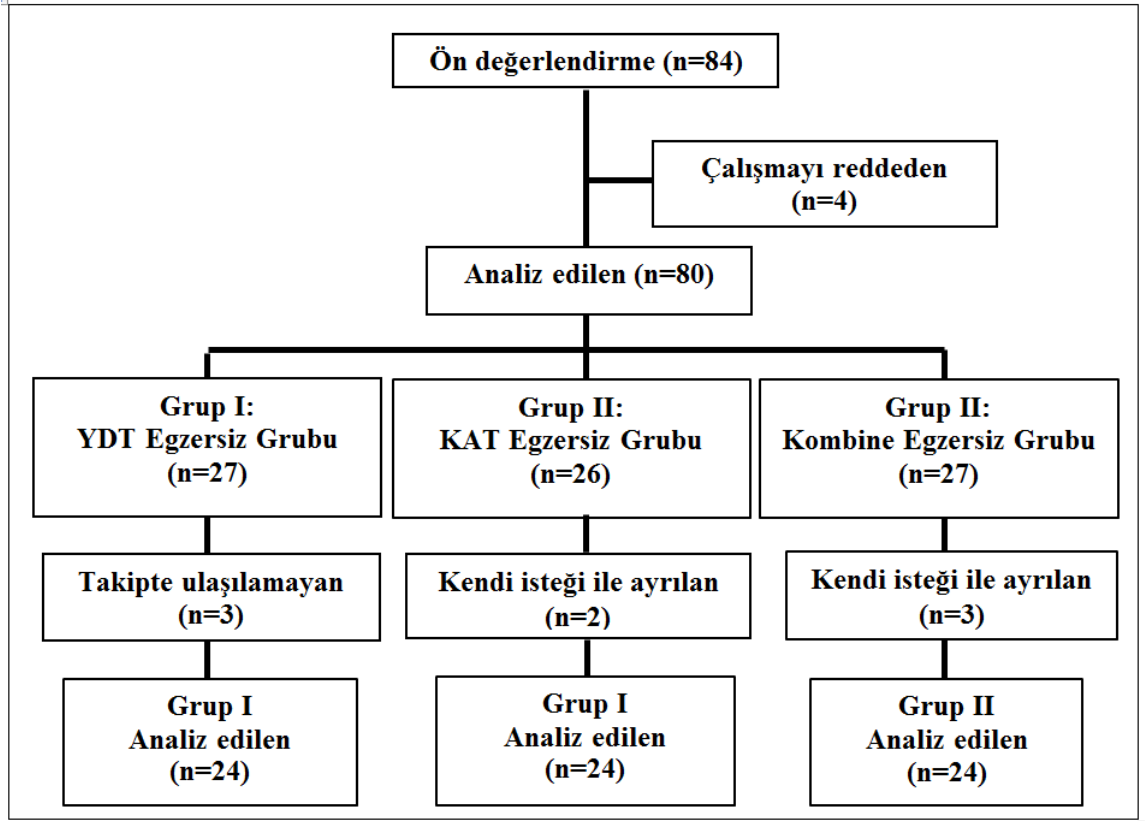 Ön değerlendirme (n=84)
Çalışmayı reddeden
(n=4)
Analiz edilen (n=80)
Grup I:
YDT Egzersiz Grubu
(n=27)
Grup II:
KAT Egzersiz Grubu
(n=26)
Grup II:
Kombine Egzersiz Grubu
(n=27)
Takipte ulaşılamayan
(n=3)
Kendi isteği ile ayrılan
(n=2)
Kendi isteği ile ayrılan
(n=3)
Grup I
Analiz edilen
(n=24)
Grup I
Analiz edilen
(n=24)
Grup II
Analiz edilen
(n=24)